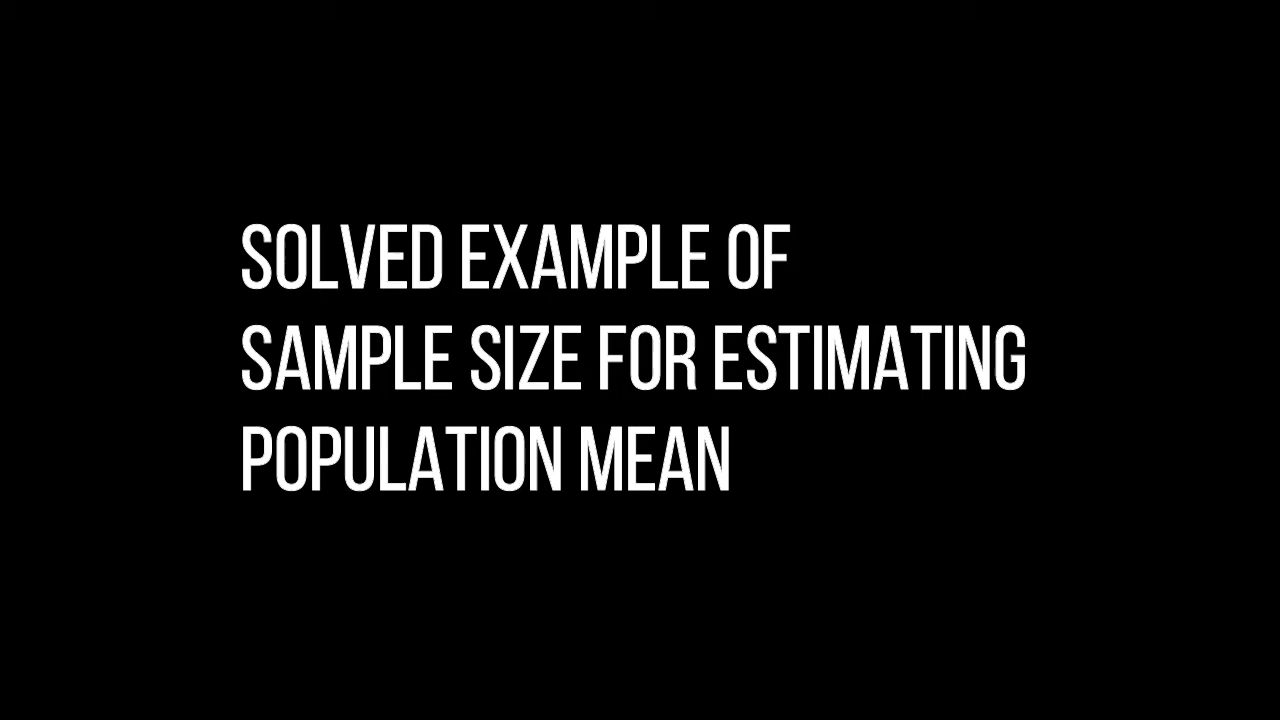 SOLVED EXAMPLE OF
SAMPLE SIZE FOR ESTIMATING
POPULATION MEAN